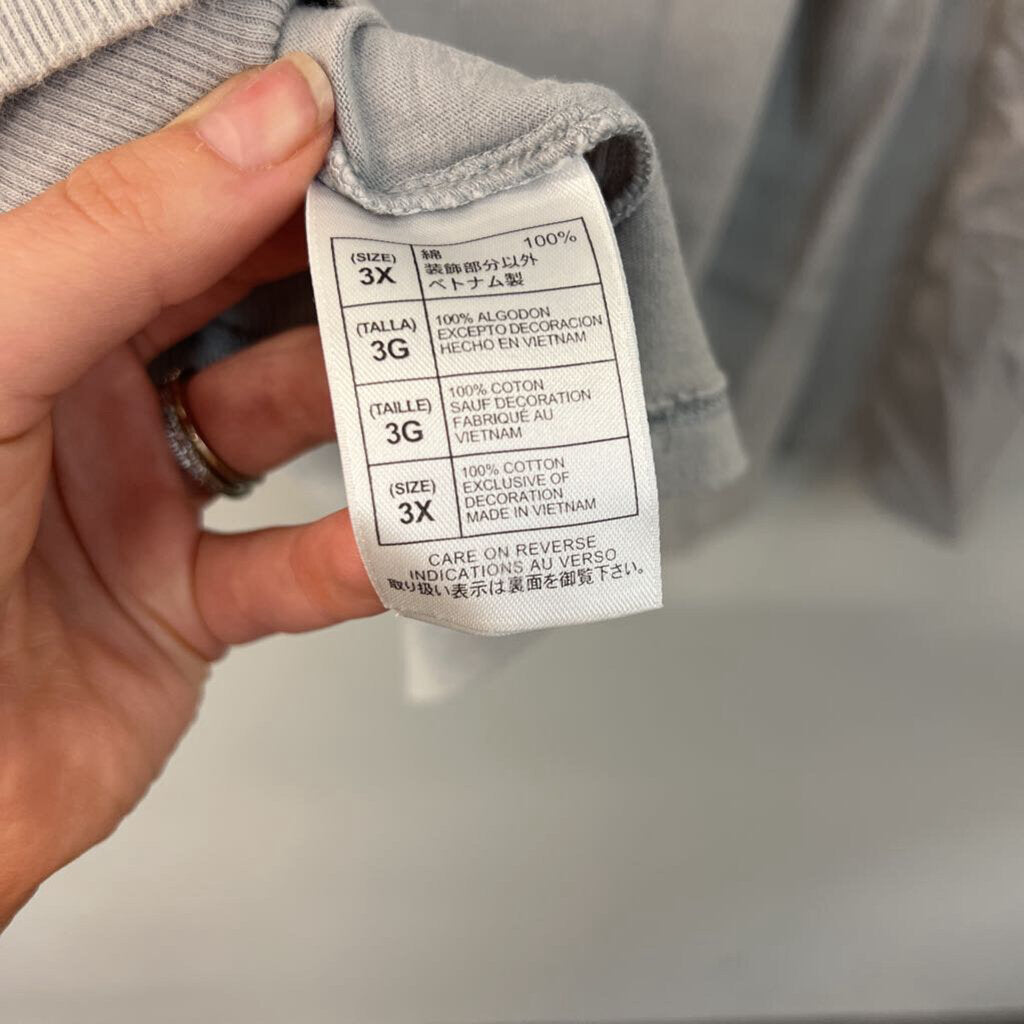 (SIZE)
3X
綿 100%
装飾部分以外
ベトナム製
(TALLA)
3G
100% ALGODON
EXCEPTO DECORACION
HECHO EN VIETNAM
(TAILLE)
3G
100% COTON
SAUF DECORATION
FABRIQUÉ AU
VIETNAM
(SIZE)
3X
100% COTTON
EXCLUSIVE OF
DECORATION
MADE IN VIETNAM
CARE ON REVERSE
INDICATIONS AU VERSO
取り扱い表示は裏面を御覧下さい。